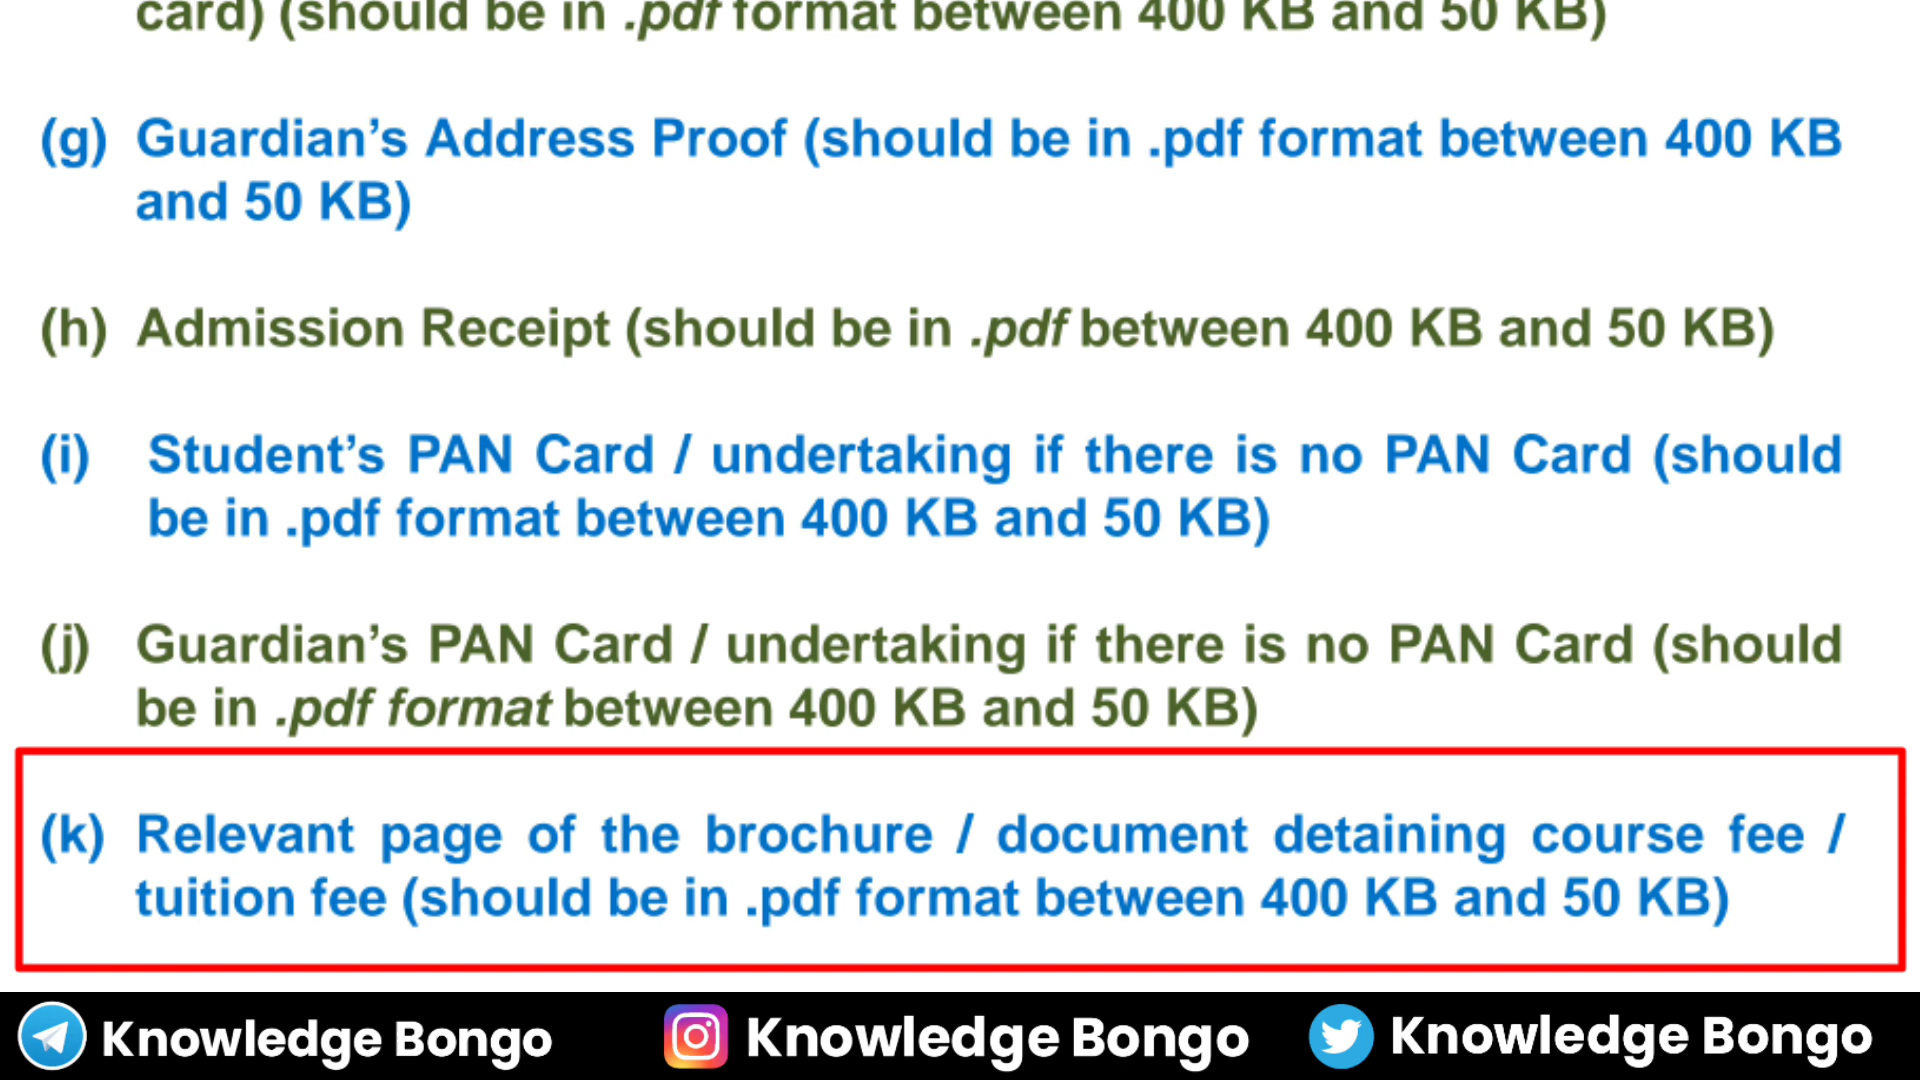 card) (should be in .pdf format between 400 KB and 50 KB)
(g) Guardian’s Address Proof (should be in .pdf format between 400 KB
and 50 KB)
(h) Admission Receipt (should be in .pdf between 400 KB and 50 KB)
(i) Student’s PAN Card / undertaking if there is no PAN Card (should
be in .pdf format between 400 KB and 50 KB)
(j) Guardian’s PAN Card / undertaking if there is no PAN Card (should
be in .pdf format between 400 KB and 50 KB)
(k) Relevant page of the brochure / document detaining course fee /
tuition fee (should be in .pdf format between 400 KB and 50 KB)
Knowledge Bongo Knowledge Bongo Knowledge Bongo